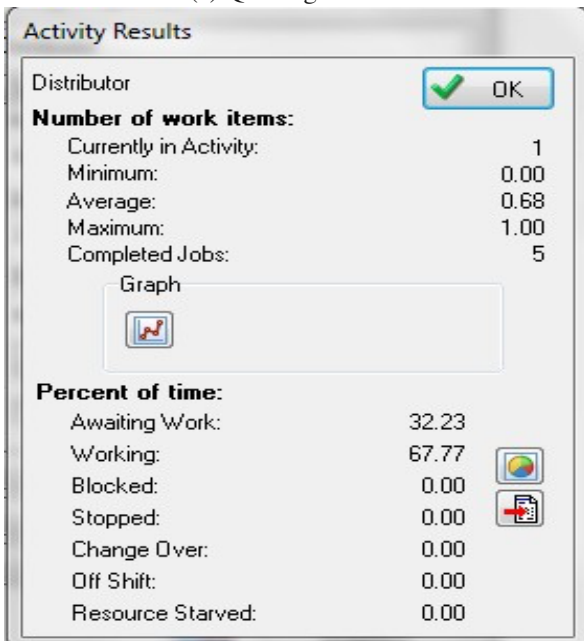 Activity Results
Distributor
OK
Number of work items:
Currently in Activity: 1
Minimum: 0.00
Average: 0.68
Maximum: 1.00
Completed Jobs: 5
Graph
Percent of time:
Awaiting Work: 32.23
Working: 67.77
Blocked: 0.00
Stopped: 0.00
Change Over: 0.00
Off Shift: 0.00
Resource Starved: 0.00